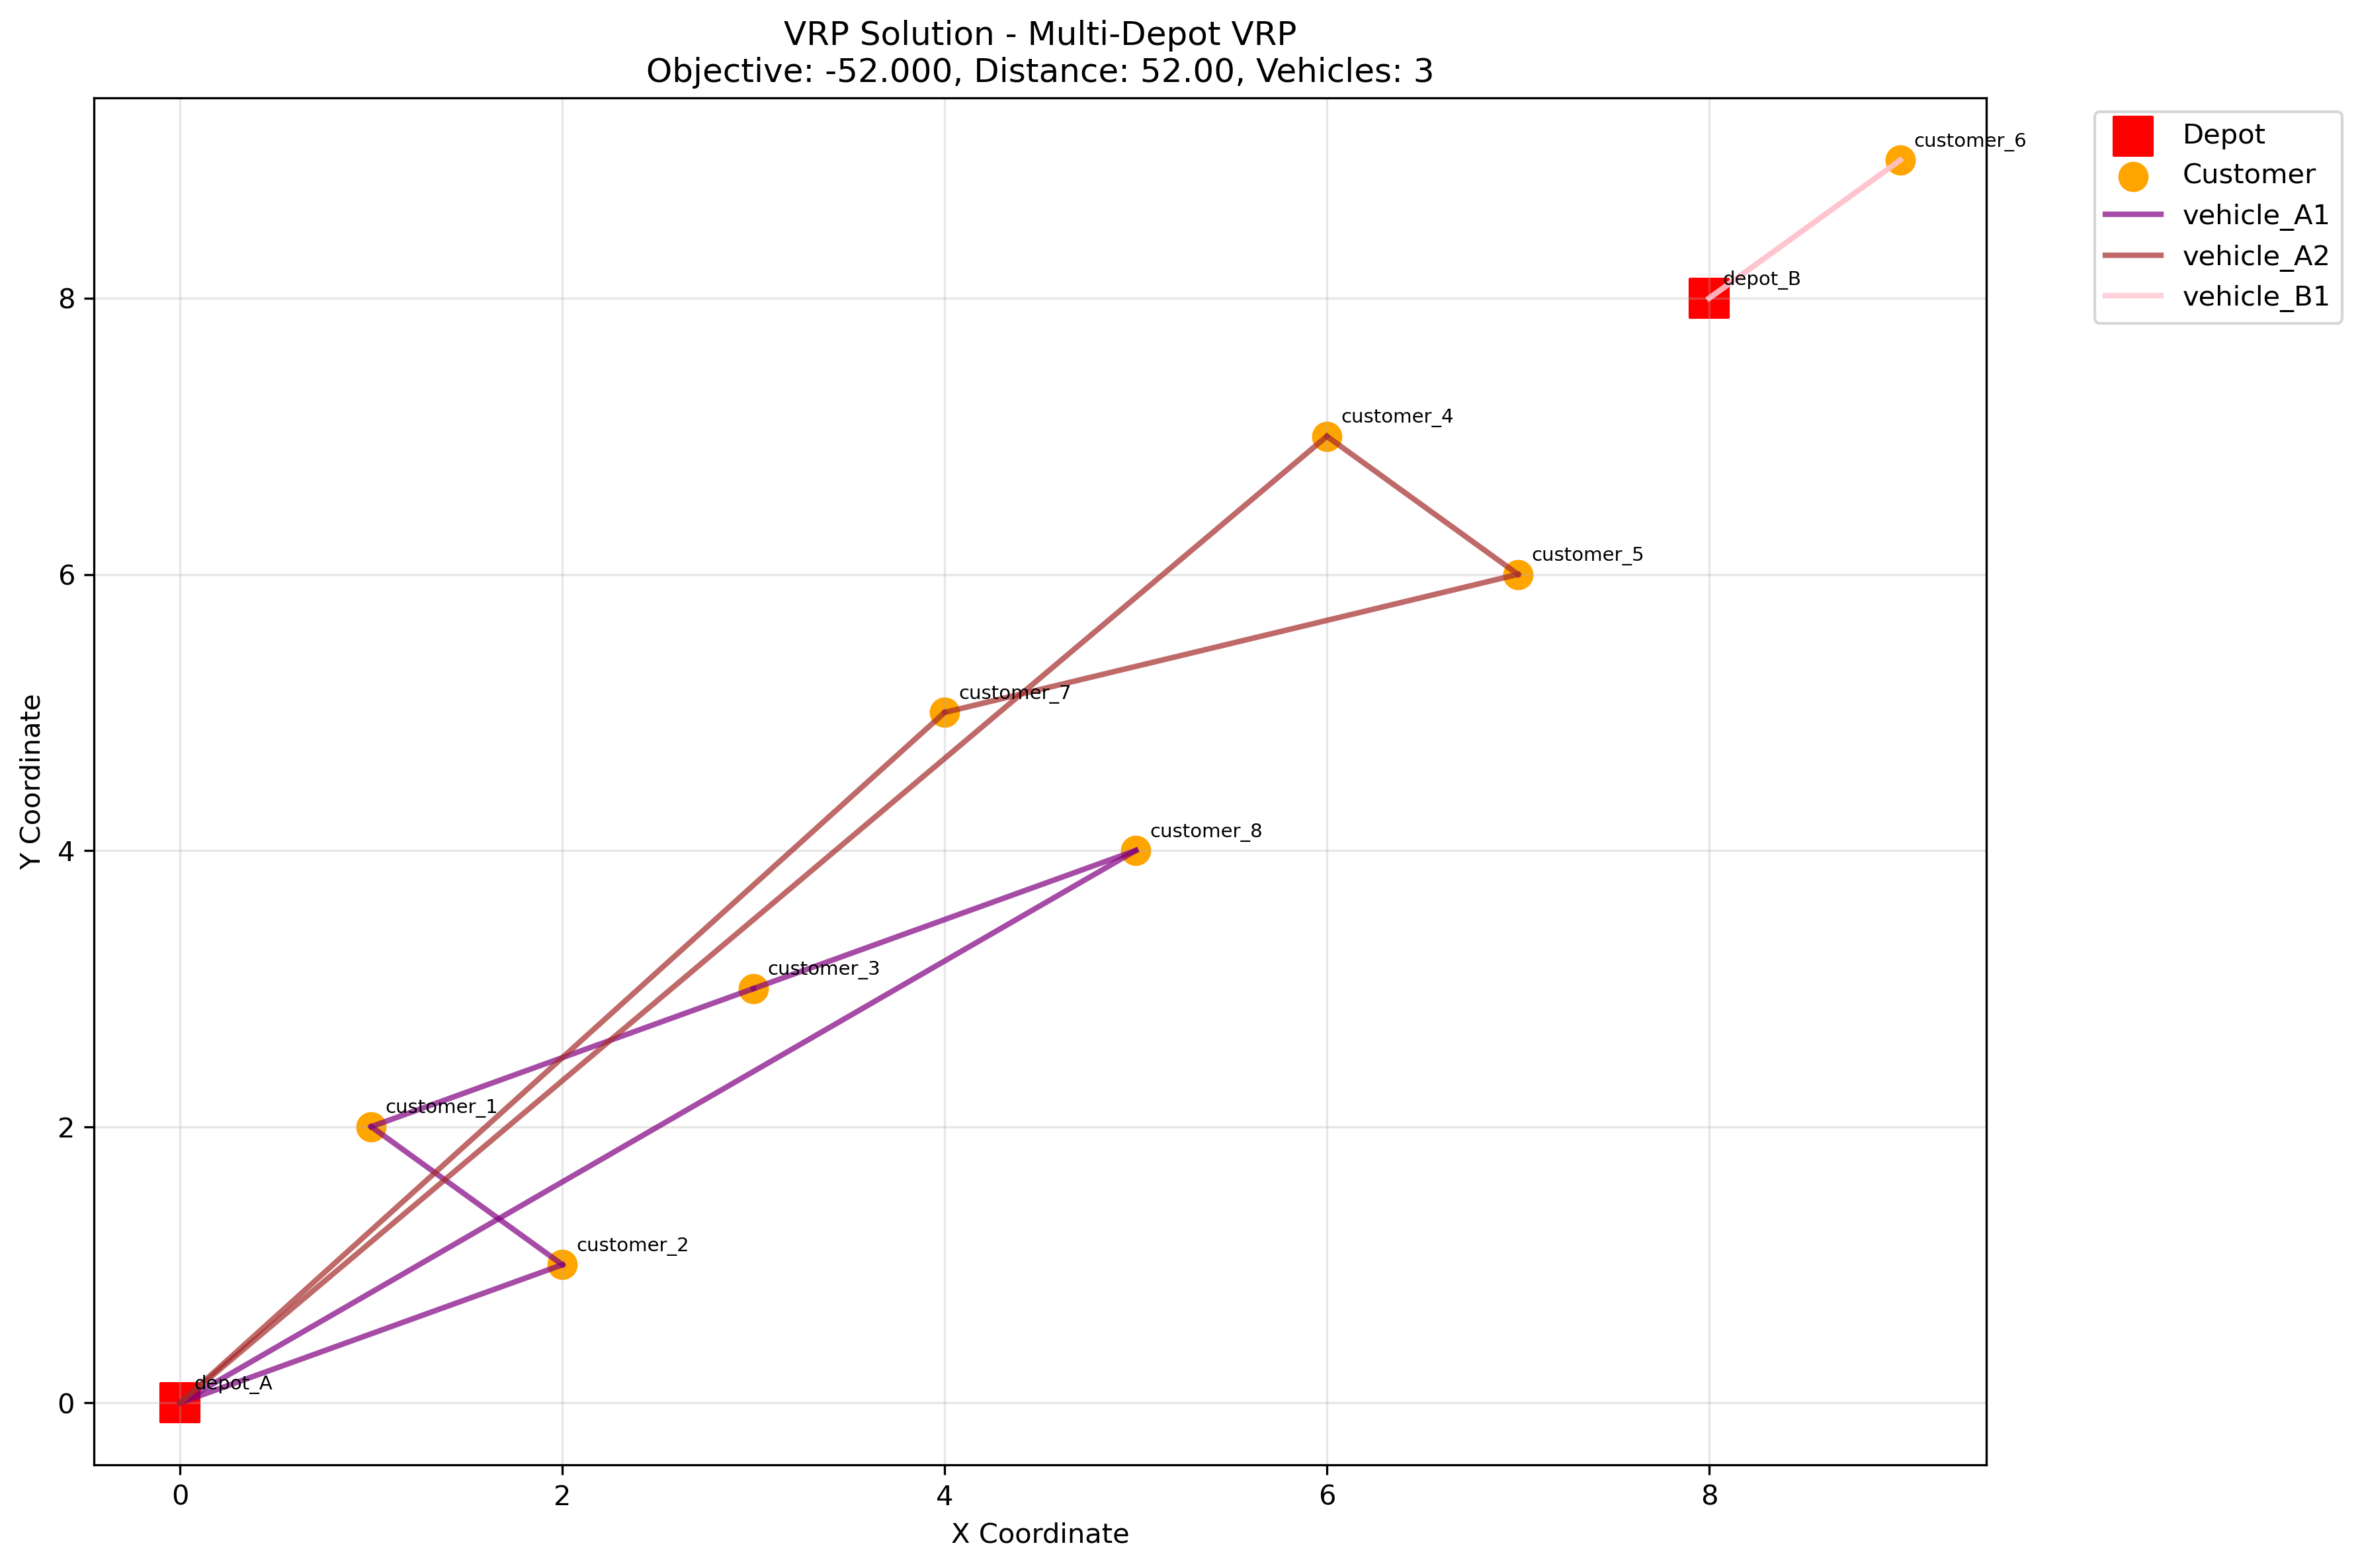 VRP Solution - Multi-Depot VRP
Objective: -52.000, Distance: 52.00, Vehicles: 3
customer_6
Depot
Customer
vehicle_A1
vehicle_A2
vehicle_B1
depot_B
customer_4
customer_5
customer_7
customer_8
customer_3
customer_1
customer_2
depot_A
8
6
4
2
0
Y Coordinate
0
2
4
6
8
X Coordinate